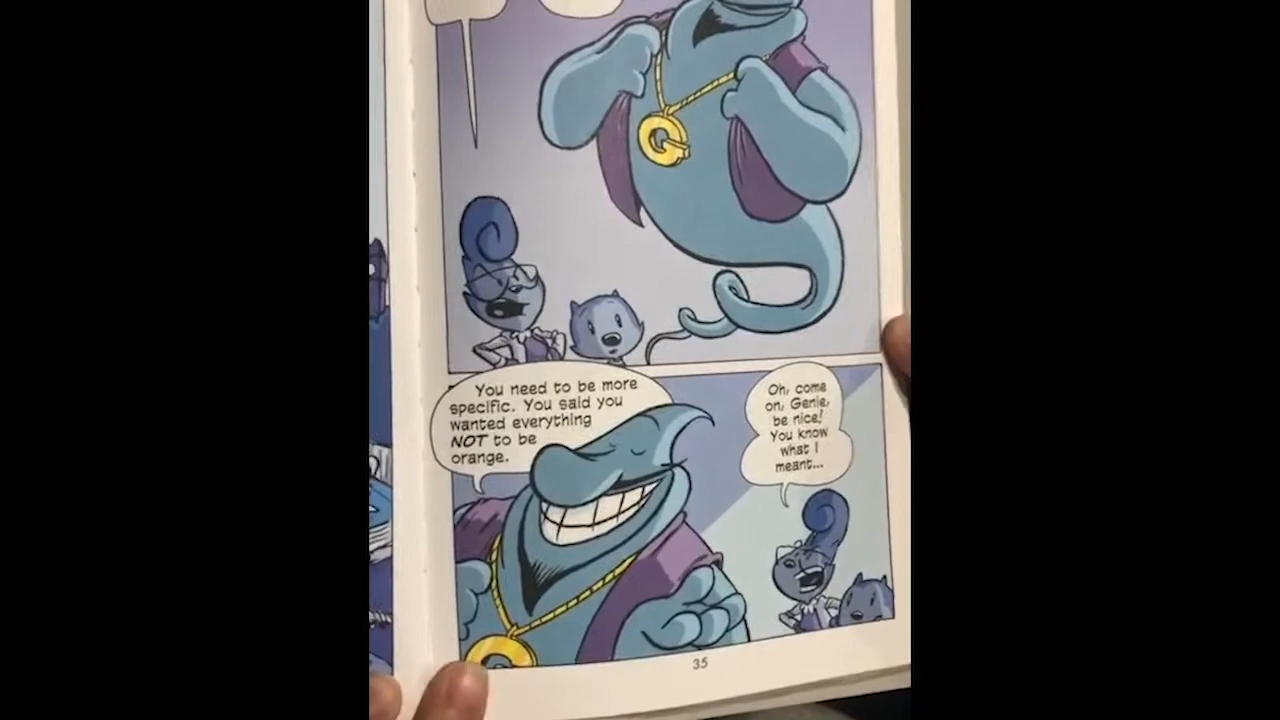 G
You need to be more
specific. You said you
wanted everything
NOT to be
orange.
Oh, come
on, Genie,
be nice!
You know
what I
meant...
35